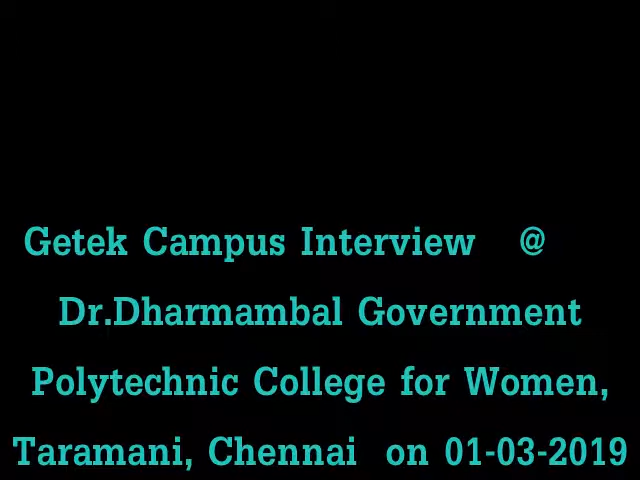 Getek Campus Interview @
Dr.Dharmambal Government
Polytechnic College for Women,
Taramani, Chennai on 01-03-2019